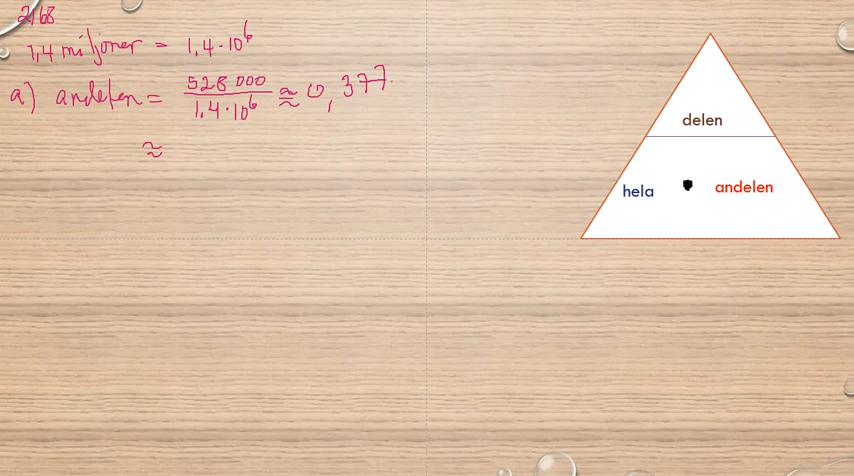 2168
1,4 miljoner = 1,4 · 10⁶
a) andelen = 528 000 / 1,4 · 10⁶ ≈ 0,377
≈
delen
hela · andelen